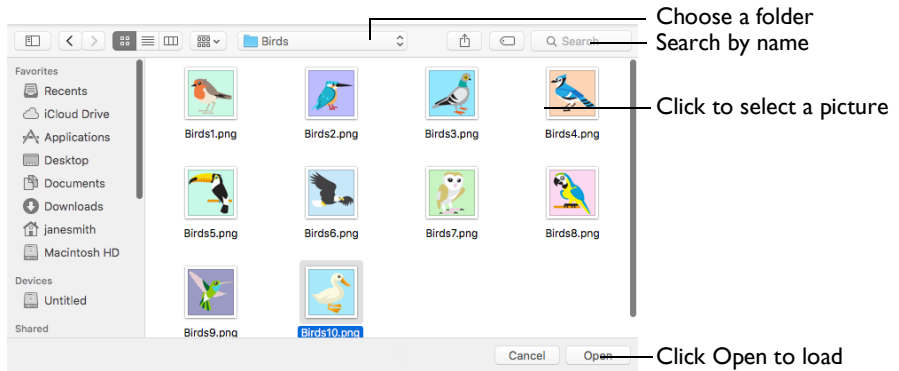 Choose a folder
Birds
Search
Search by name
Favorites
Recents
iCloud Drive
Applications
Desktop
Documents
Downloads
janesmith
Macintosh HD
Devices
Untitled
Shared
Birds1.png
Birds2.png
Birds3.png
Birds4.png
Click to select a picture
Birds5.png
Birds6.png
Birds7.png
Birds8.png
Birds9.png
Birds10.png
Cancel
Open
Click Open to load